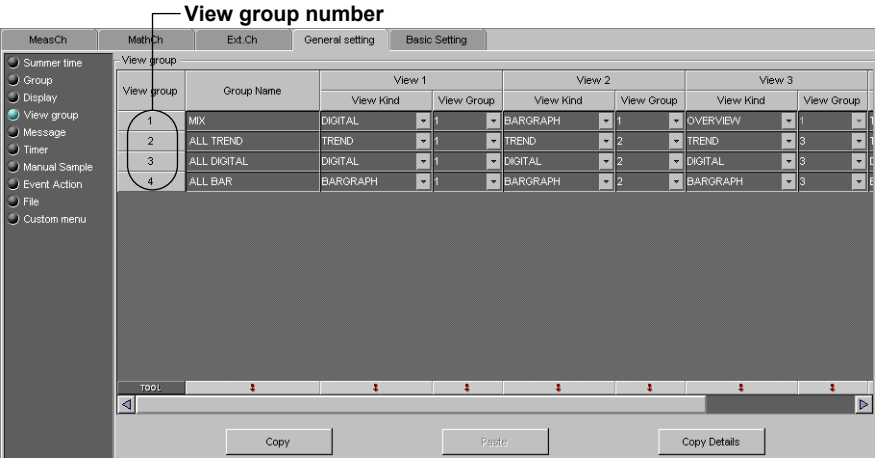 View group number
MeasCh MathCh Ext.Ch General setting Basic Setting
Summer time
Group
Display
View group
Message
Timer
Manual Sample
Event Action
File
Custom menu
View group
View group Group Name View 1 View 2 View 3
View Kind View Group View Kind View Group View Kind View Group
1 MIX DIGITAL 1 BARGRAPH 1 OVERVIEW 1
2 ALL TREND TREND 1 TREND 2 TREND 3
3 ALL DIGITAL DIGITAL 1 DIGITAL 2 DIGITAL 3
4 ALL BAR BARGRAPH 1 BARGRAPH 2 BARGRAPH 3
TOOL
Copy Paste Copy Details